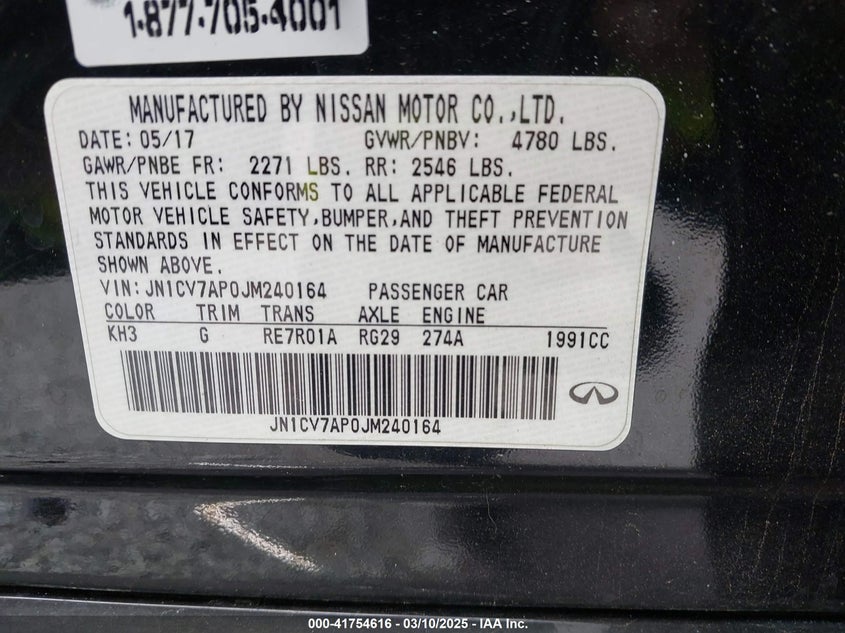 1-877-705-4001
MANUFACTURED BY NISSAN MOTOR CO.,LTD.
DATE: 05/17 GVWR/PNBV: 4780 LBS.
GAWR/PNBE FR: 2271 LBS. RR: 2546 LBS.
THIS VEHICLE CONFORMS TO ALL APPLICABLE FEDERAL
MOTOR VEHICLE SAFETY,BUMPER,AND THEFT PREVENTION
STANDARDS IN EFFECT ON THE DATE OF MANUFACTURE
SHOWN ABOVE.
VIN:JN1CV7AP0JM240164 PASSENGER CAR
COLOR TRIM TRANS AXLE ENGINE
KH3 G RE7R01A RG29 274A 1991CC
JN1CV7AP0JM240164
000-41754616 - 03/10/2025 - IAA Inc.